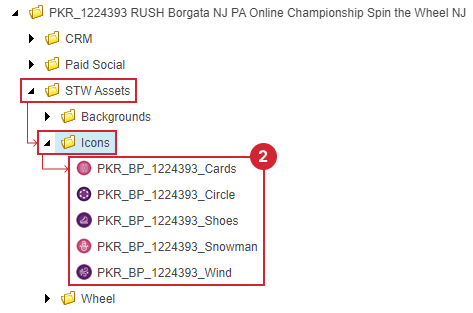 PKR_1224393 RUSH Borgata NJ PA Online Championship Spin the Wheel NJ
CRM
Paid Social
STW Assets
Backgrounds
Icons
2
PKR_BP_1224393_Cards
PKR_BP_1224393_Circle
PKR_BP_1224393_Shoes
PKR_BP_1224393_Snowman
PKR_BP_1224393_Wind
Wheel